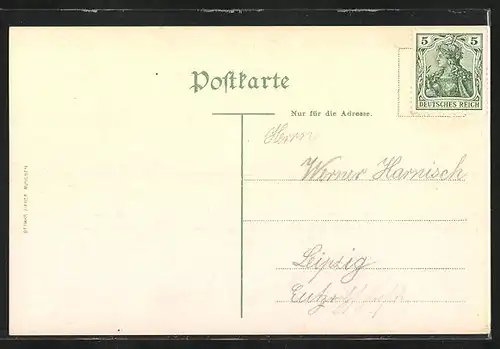 5 5
DEUTSCHES REICH
Postkarte
Nur für die Adresse.
Herrn
Werner Harnisch
Leipzig